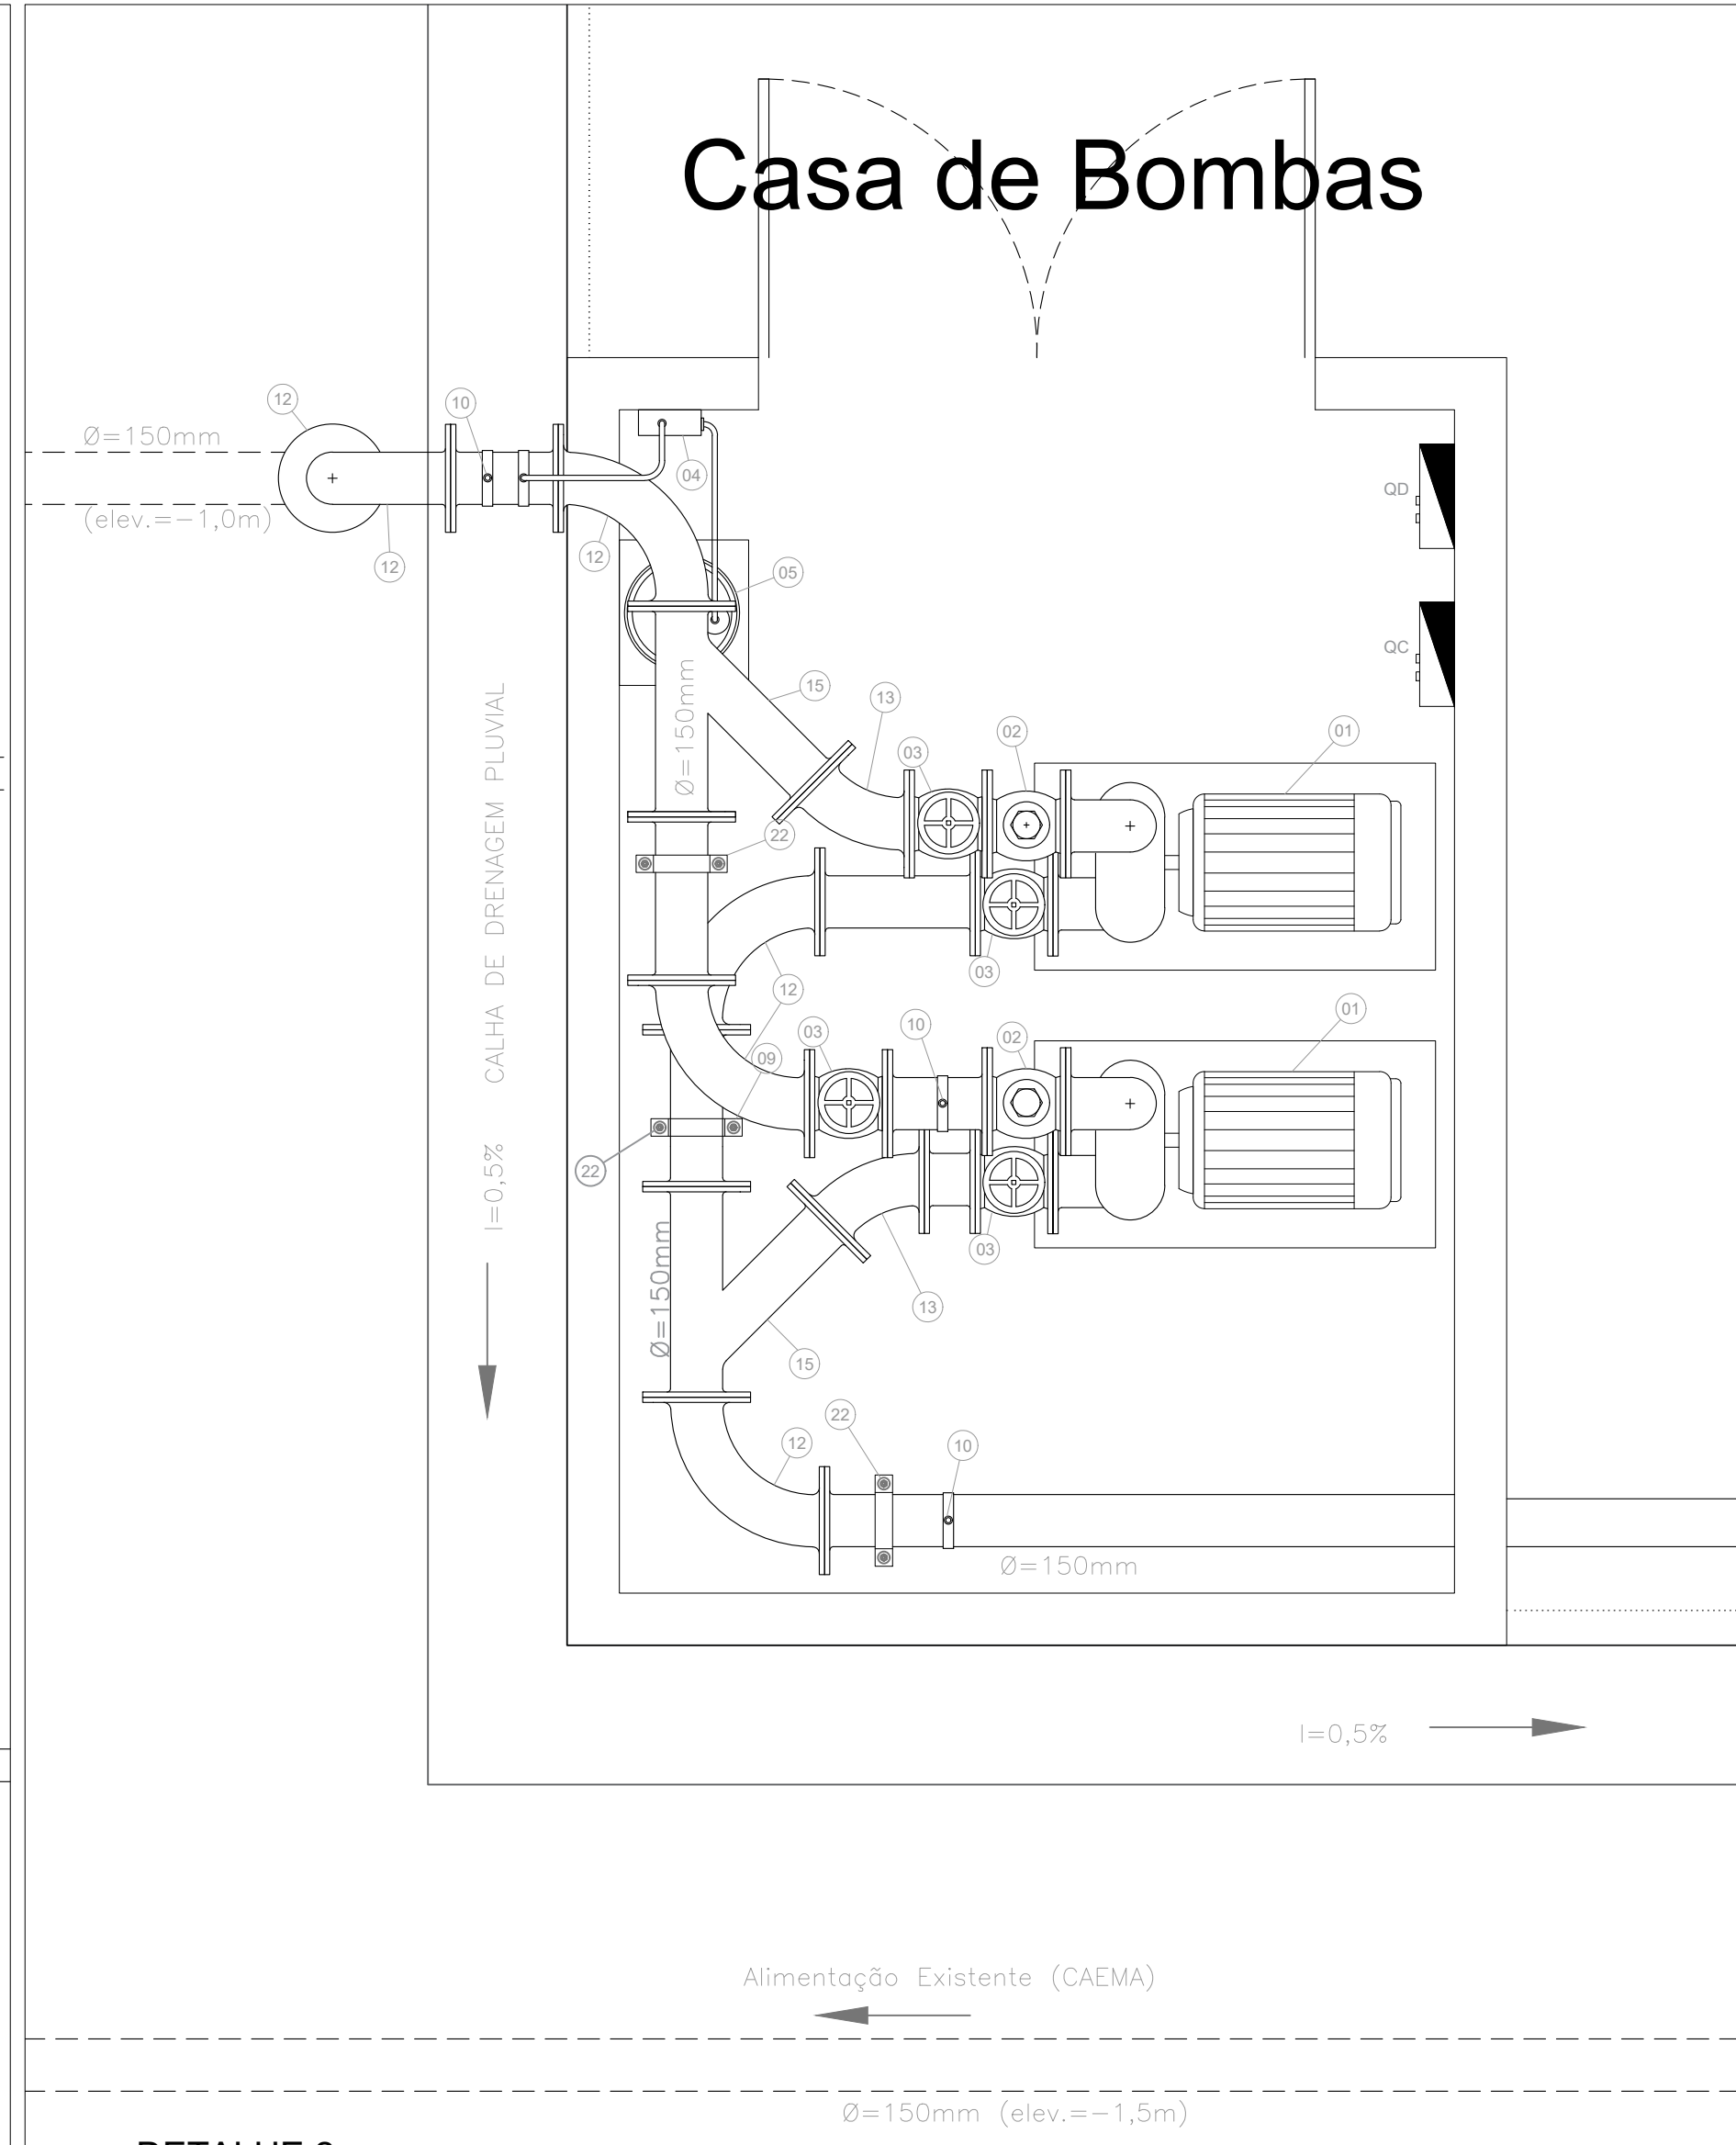 Casa de Bombas
12
10
Ø=150mm
04
QD
(elev.=-1,0m)
12
12
05
QC
15
13
Ø=150mm
CALHA DE DRENAGEM PLUVIAL
I=0,5%
03
02
01
22
03
12
03
10
02
01
09
22
03
Ø=150mm
13
15
22
12
10
Ø=150mm
I=0,5%
Alimentação Existente (CAEMA)
Ø=150mm (elev.=-1,5m)